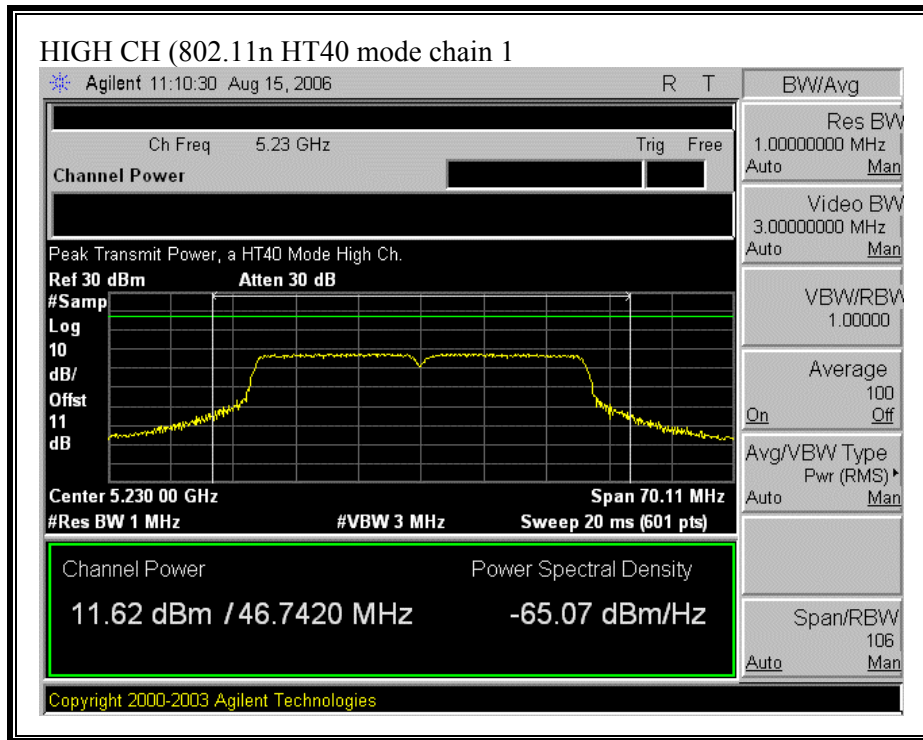 HIGH CH (802.11n HT40 mode chain 1
Agilent 11:10:30 Aug 15, 2006 R T
BW/Avg
Ch Freq 5.23 GHz Trig Free
Channel Power
Res BW
1.00000000 MHz
Auto Man
Video BW
3.00000000 MHz
Auto Man
Peak Transmit Power, a HT40 Mode High Ch.
Ref 30 dBm Atten 30 dB
#Samp
Log
10
dB/
Offst
11
dB
VBW/RBW
1.00000
Average
100
On Off
Avg/VBW Type
Pwr (RMS)
Auto Man
Center 5.230 00 GHz Span 70.11 MHz
#Res BW 1 MHz #VBW 3 MHz Sweep 20 ms (601 pts)
Channel Power Power Spectral Density
11.62 dBm / 46.7420 MHz -65.07 dBm/Hz
Span/RBW
106
Auto Man
Copyright 2000-2003 Agilent Technologies